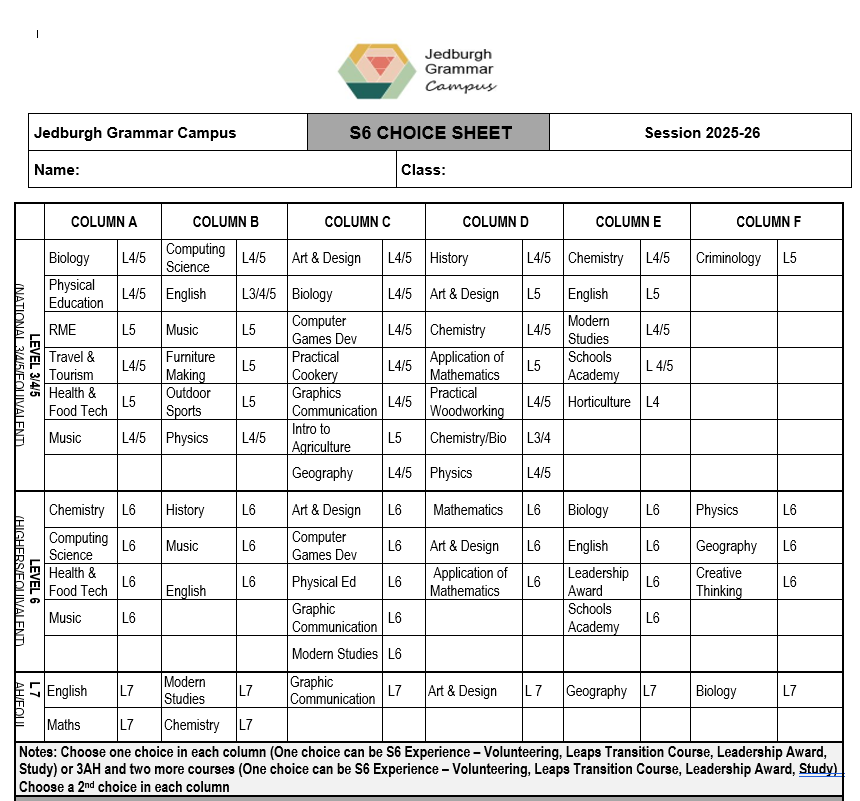 Jedburgh
Grammar
Campus
Jedburgh Grammar Campus S6 CHOICE SHEET Session 2025-26
Name: Class:
COLUMN A COLUMN B COLUMN C COLUMN D COLUMN E COLUMN F
LEVEL 3/4/5
(NATIONAL 3/4/5/EQUIVALENT)
Biology L4/5 Computing Science L4/5 Art & Design L4/5 History L4/5 Chemistry L4/5 Criminology L5
Physical Education L4/5 English L3/4/5 Biology L4/5 Art & Design L5 English L5
RME L5 Music L5 Computer Games Dev L4/5 Chemistry L4/5 Modern Studies L4/5
Travel & Tourism L4/5 Furniture Making L5 Practical Cookery L4/5 Application of Mathematics L5 Schools Academy L 4/5
Health & Food Tech L5 Outdoor Sports L5 Graphics Communication L4/5 Practical Woodworking L4/5 Horticulture L4
Music L4/5 Physics L4/5 Intro to Agriculture L5 Chemistry/Bio L3/4
Geography L4/5 Physics L4/5
LEVEL 6
(HIGHERS/EQUIVALENT)
Chemistry L6 History L6 Art & Design L6 Mathematics L6 Biology L6 Physics L6
Computing Science L6 Music L6 Computer Games Dev L6 Art & Design L6 English L6 Geography L6
Health & Food Tech L6 English L6 Physical Ed L6 Application of Mathematics L6 Leadership Award L6 Creative Thinking L6
Music L6 Graphic Communication L6 Schools Academy L6
Modern Studies L6
L 7
English L7 Modern Studies L7 Graphic Communication L7 Art & Design L 7 Geography L7 Biology L7
Maths L7 Chemistry L7
Notes: Choose one choice in each column (One choice can be S6 Experience – Volunteering, Leaps Transition Course, Leadership Award,
Study) or 3AH and two more courses (One choice can be S6 Experience – Volunteering, Leaps Transition Course, Leadership Award, Study)
Choose a 2nd choice in each column